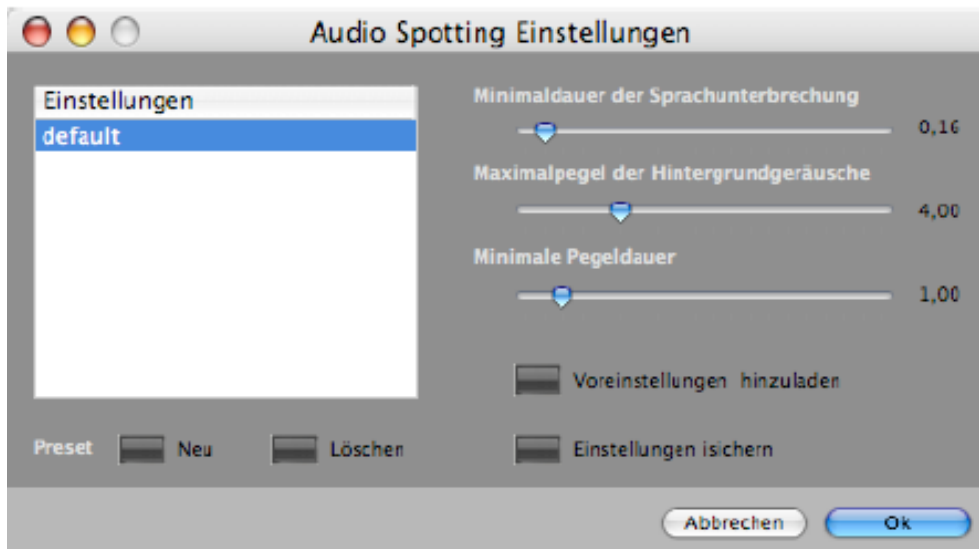 Audio Spotting Einstellungen
Einstellungen
default
Minimaldauer der Sprachunterbrechung
0,16
Maximalpegel der Hintergrundgeräusche
4,00
Minimale Pegeldauer
1,00
Voreinstellungen hinzuladen
Preset Neu Löschen
Einstellungen isichern
Abbrechen Ok